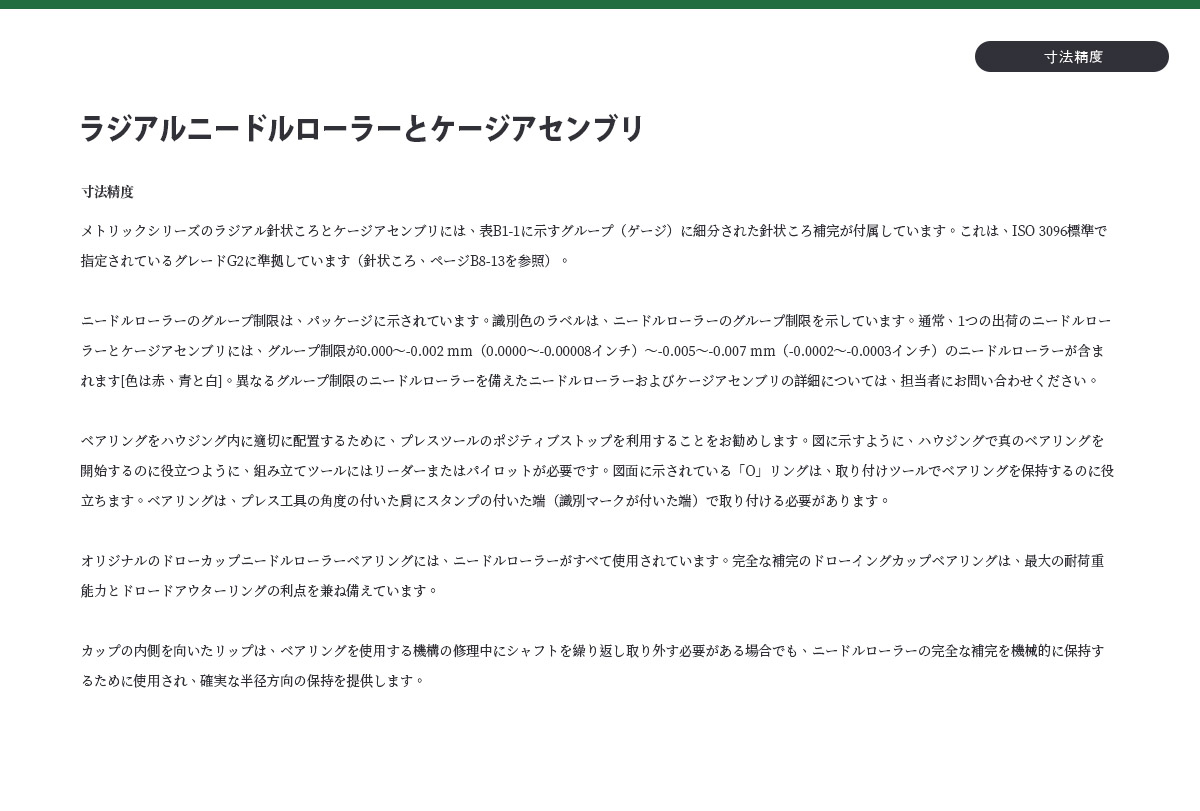 寸法精度
ラジアルニードルローラーとケージアセンブリ
寸法精度
メトリックシリーズのラジアル針状ころとケージアセンブリには、表B1-1に示すグループ（ゲージ）に細分された針状ころ補完が付属しています。これは、ISO 3096標準で
指定されているグレードG2に準拠しています（針状ころ、ページB8-13を参照）。
ニードルローラーのグループ制限は、パッケージに示されています。識別色のラベルは、ニードルローラーのグループ制限を示しています。通常、1つの出荷のニードルロー
ラーとケージアセンブリには、グループ制限が0.000〜-0.002 mm（0.0000〜-0.00008インチ）〜-0.005〜-0.007 mm（-0.0002〜-0.0003インチ）のニードルローラーが含ま
れます[色は赤、青と白]。異なるグループ制限のニードルローラーを備えたニードルローラーおよびケージアセンブリの詳細については、担当者にお問い合わせください。
ベアリングをハウジング内に適切に配置するために、プレスツールのポジティブストップを利用することをお勧めします。図に示すように、ハウジングで真のベアリングを
開始するのに役立つように、組み立てツールにはリーダーまたはパイロットが必要です。図面に示されている「O」リングは、取り付けツールでベアリングを保持するのに役
立ちます。ベアリングは、プレス工具の角度の付いた肩にスタンプの付いた端（識別マークが付いた端）で取り付ける必要があります。
オリジナルのドローカップニードルローラーベアリングには、ニードルローラーがすべて使用されています。完全な補完のドローイングカップベアリングは、最大の耐荷重
能力とドロードアウターリングの利点を兼ね備えています。
カップの内側を向いたリップは、ベアリングを使用する機構の修理中にシャフトを繰り返し取り外す必要がある場合でも、ニードルローラーの完全な補完を機械的に保持す
るために使用され、確実な半径方向の保持を提供します。